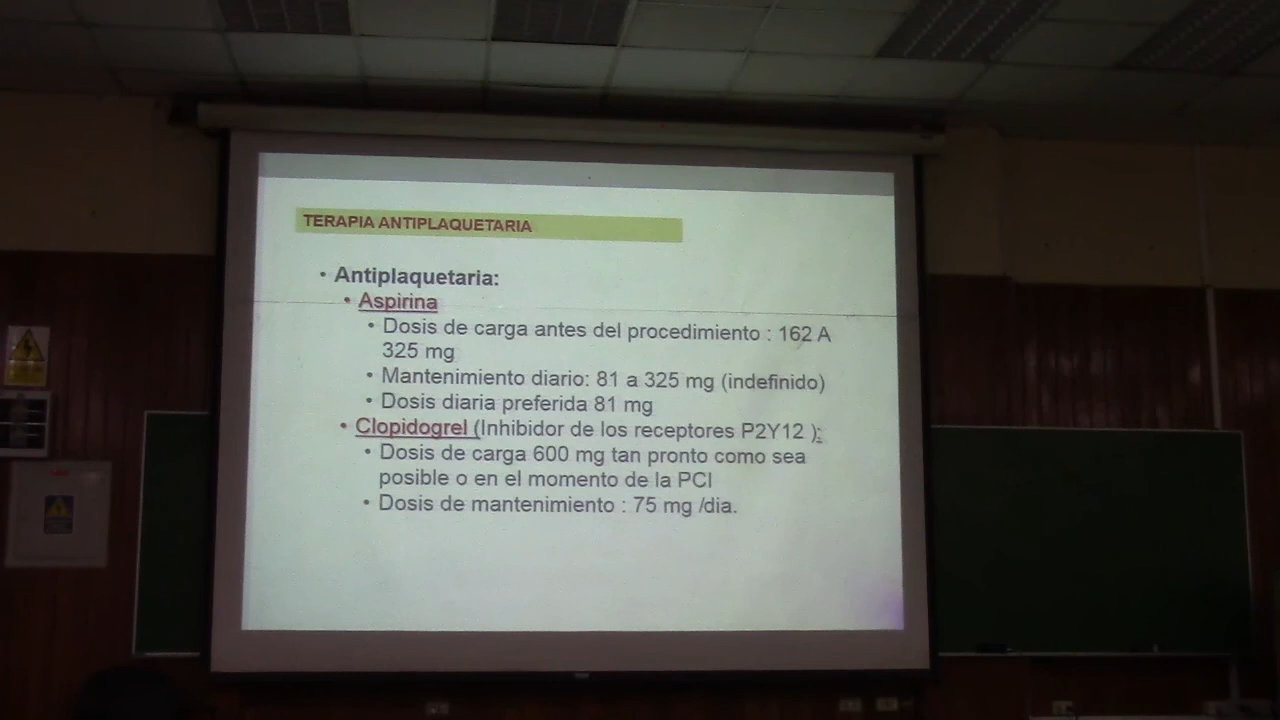 TERAPIA ANTIPLAQUETARIA
• Antiplaquetaria:
• Aspirina
• Dosis de carga antes del procedimiento : 162 A
325 mg
• Mantenimiento diario: 81 a 325 mg (indefinido)
• Dosis diaria preferida 81 mg
• Clopidogrel (Inhibidor de los receptores P2Y12 ):
• Dosis de carga 600 mg tan pronto como sea
posible o en el momento de la PCI
• Dosis de mantenimiento : 75 mg /dia.